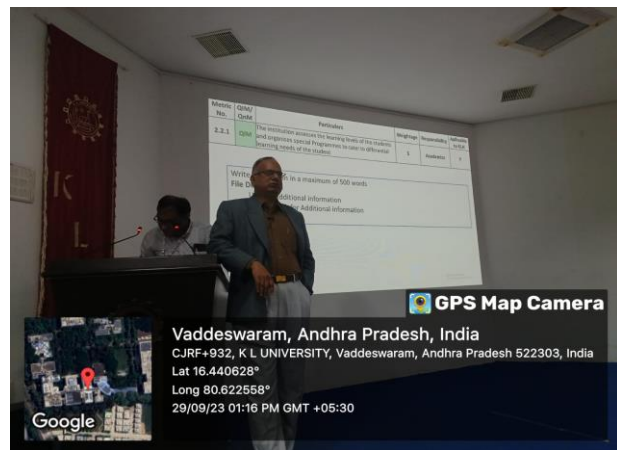 K
L
Metric No. QlM/ QnM Particulars Weightage Responsibility
2.2.1 QlM The institution assesses the learning levels of the students
and organizes special Programmes to cater to differential
learning needs of the student 5 Academics Y
Write in a maximum of 500 words
File D
Additional information
for Additional information
GPS Map Camera
Vaddeswaram, Andhra Pradesh, India
CJRF+932, K L UNIVERSITY, Vaddeswaram, Andhra Pradesh 522303, India
Lat 16.440628°
Long 80.622558°
29/09/23 01:16 PM GMT +05:30
Google